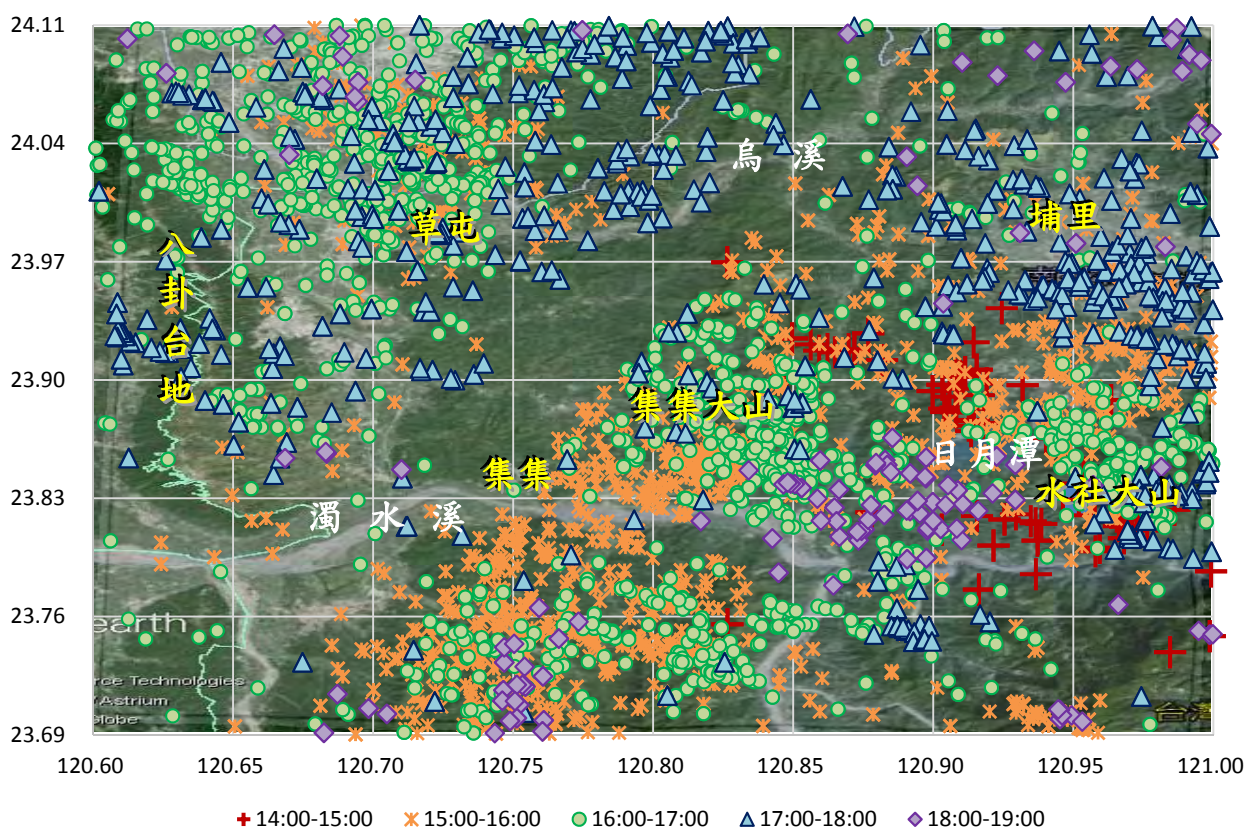 24.11
24.04
23.97
23.90
23.83
23.76
23.69
烏 溪
埔里
草屯
八
卦
台
地
集集大山
日月潭
集集
水社大山
濁 水 溪
earth
rce Technologies
/Astrium
Globe
台灣
120.60 120.65 120.70 120.75 120.80 120.85 120.90 120.95 121.00
14:00-15:00 15:00-16:00 16:00-17:00 17:00-18:00 18:00-19:00